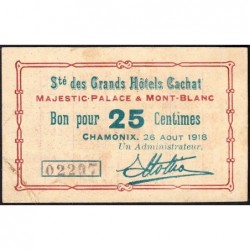 Sté des Grands Hôtels Cachat
MAJESTIC-PALACE & MONT-BLANC
Bon pour 25 Centimes
CHAMONIX, 26 AOUT 1918
Un Administrateur,
02297